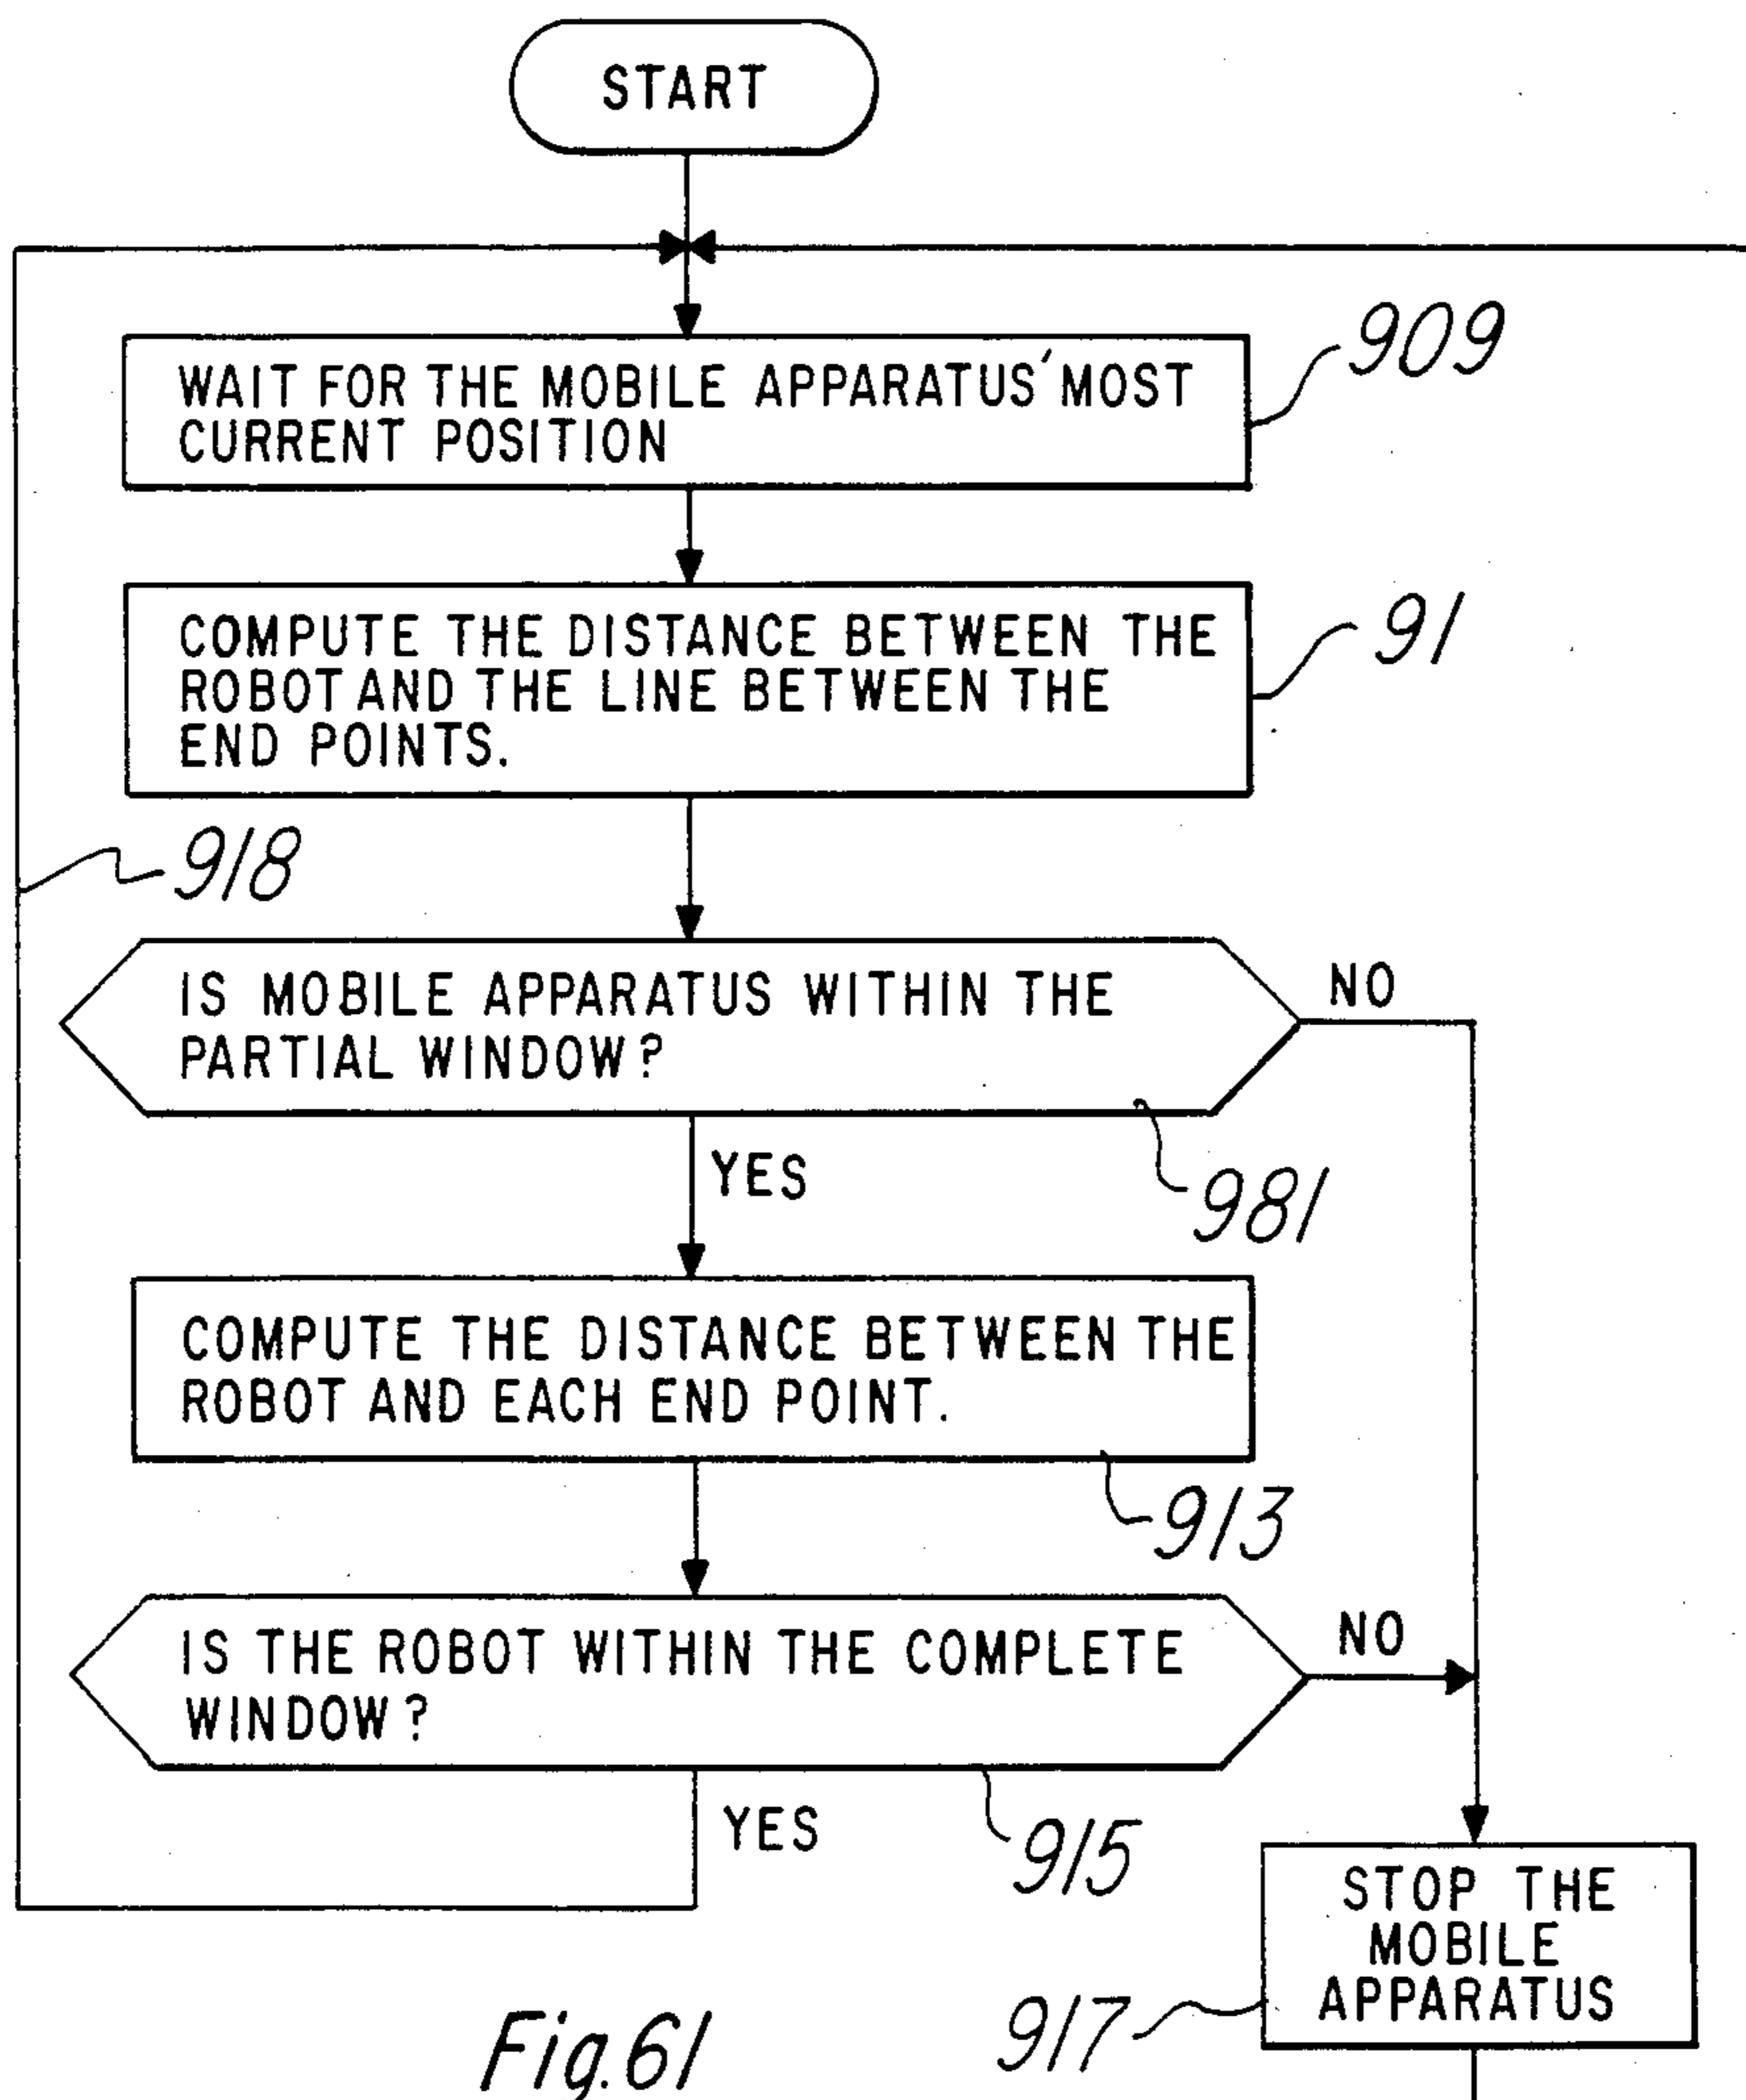 START
WAIT FOR THE MOBILE APPARATUS' MOST
CURRENT POSITION
909
COMPUTE THE DISTANCE BETWEEN THE
ROBOT AND THE LINE BETWEEN THE
END POINTS.
91
918
IS MOBILE APPARATUS WITHIN THE
PARTIAL WINDOW?
NO
981
YES
COMPUTE THE DISTANCE BETWEEN THE
ROBOT AND EACH END POINT.
913
IS THE ROBOT WITHIN THE COMPLETE
WINDOW?
NO
915
YES
STOP THE
MOBILE
APPARATUS
917
Fig.61